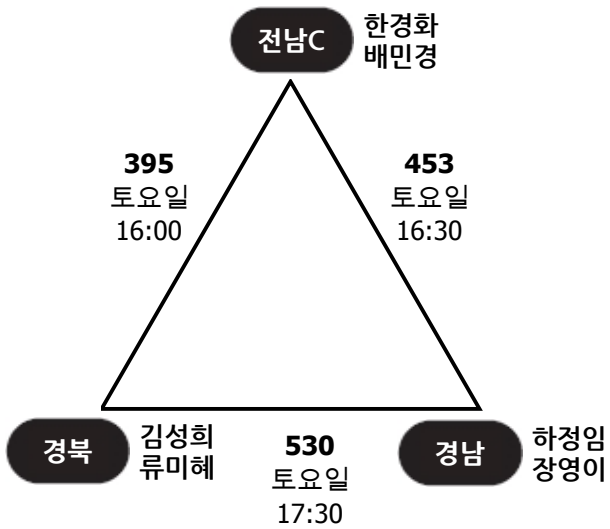 전남C
한경화
배민경
395
토요일
16:00
453
토요일
16:30
경북
김성희
류미혜
530
토요일
17:30
경남
하정임
장영이